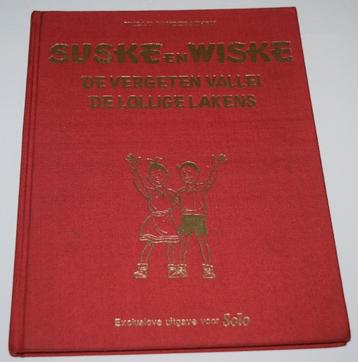 SUSKE EN WISKE
DE VERGETEN VALLEI
DE LOLLIGE LAKENS
Exclusieve uitgave voor Solo